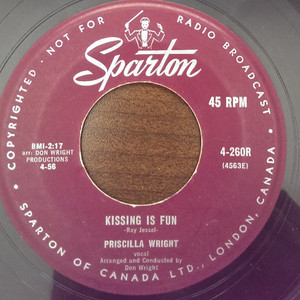 COPYRIGHTED · NOT FOR RADIO BROADCAST
Sparton
45 RPM
BMI-2:17
arr: DON WRIGHT
PRODUCTIONS
4-56
4-260R
(4563E)
KISSING IS FUN
-Ray Jessel-
PRISCILLA WRIGHT
vocal
Arranged and Conducted by
Don Wright
SPARTON OF CANADA LTD., LONDON, CANADA